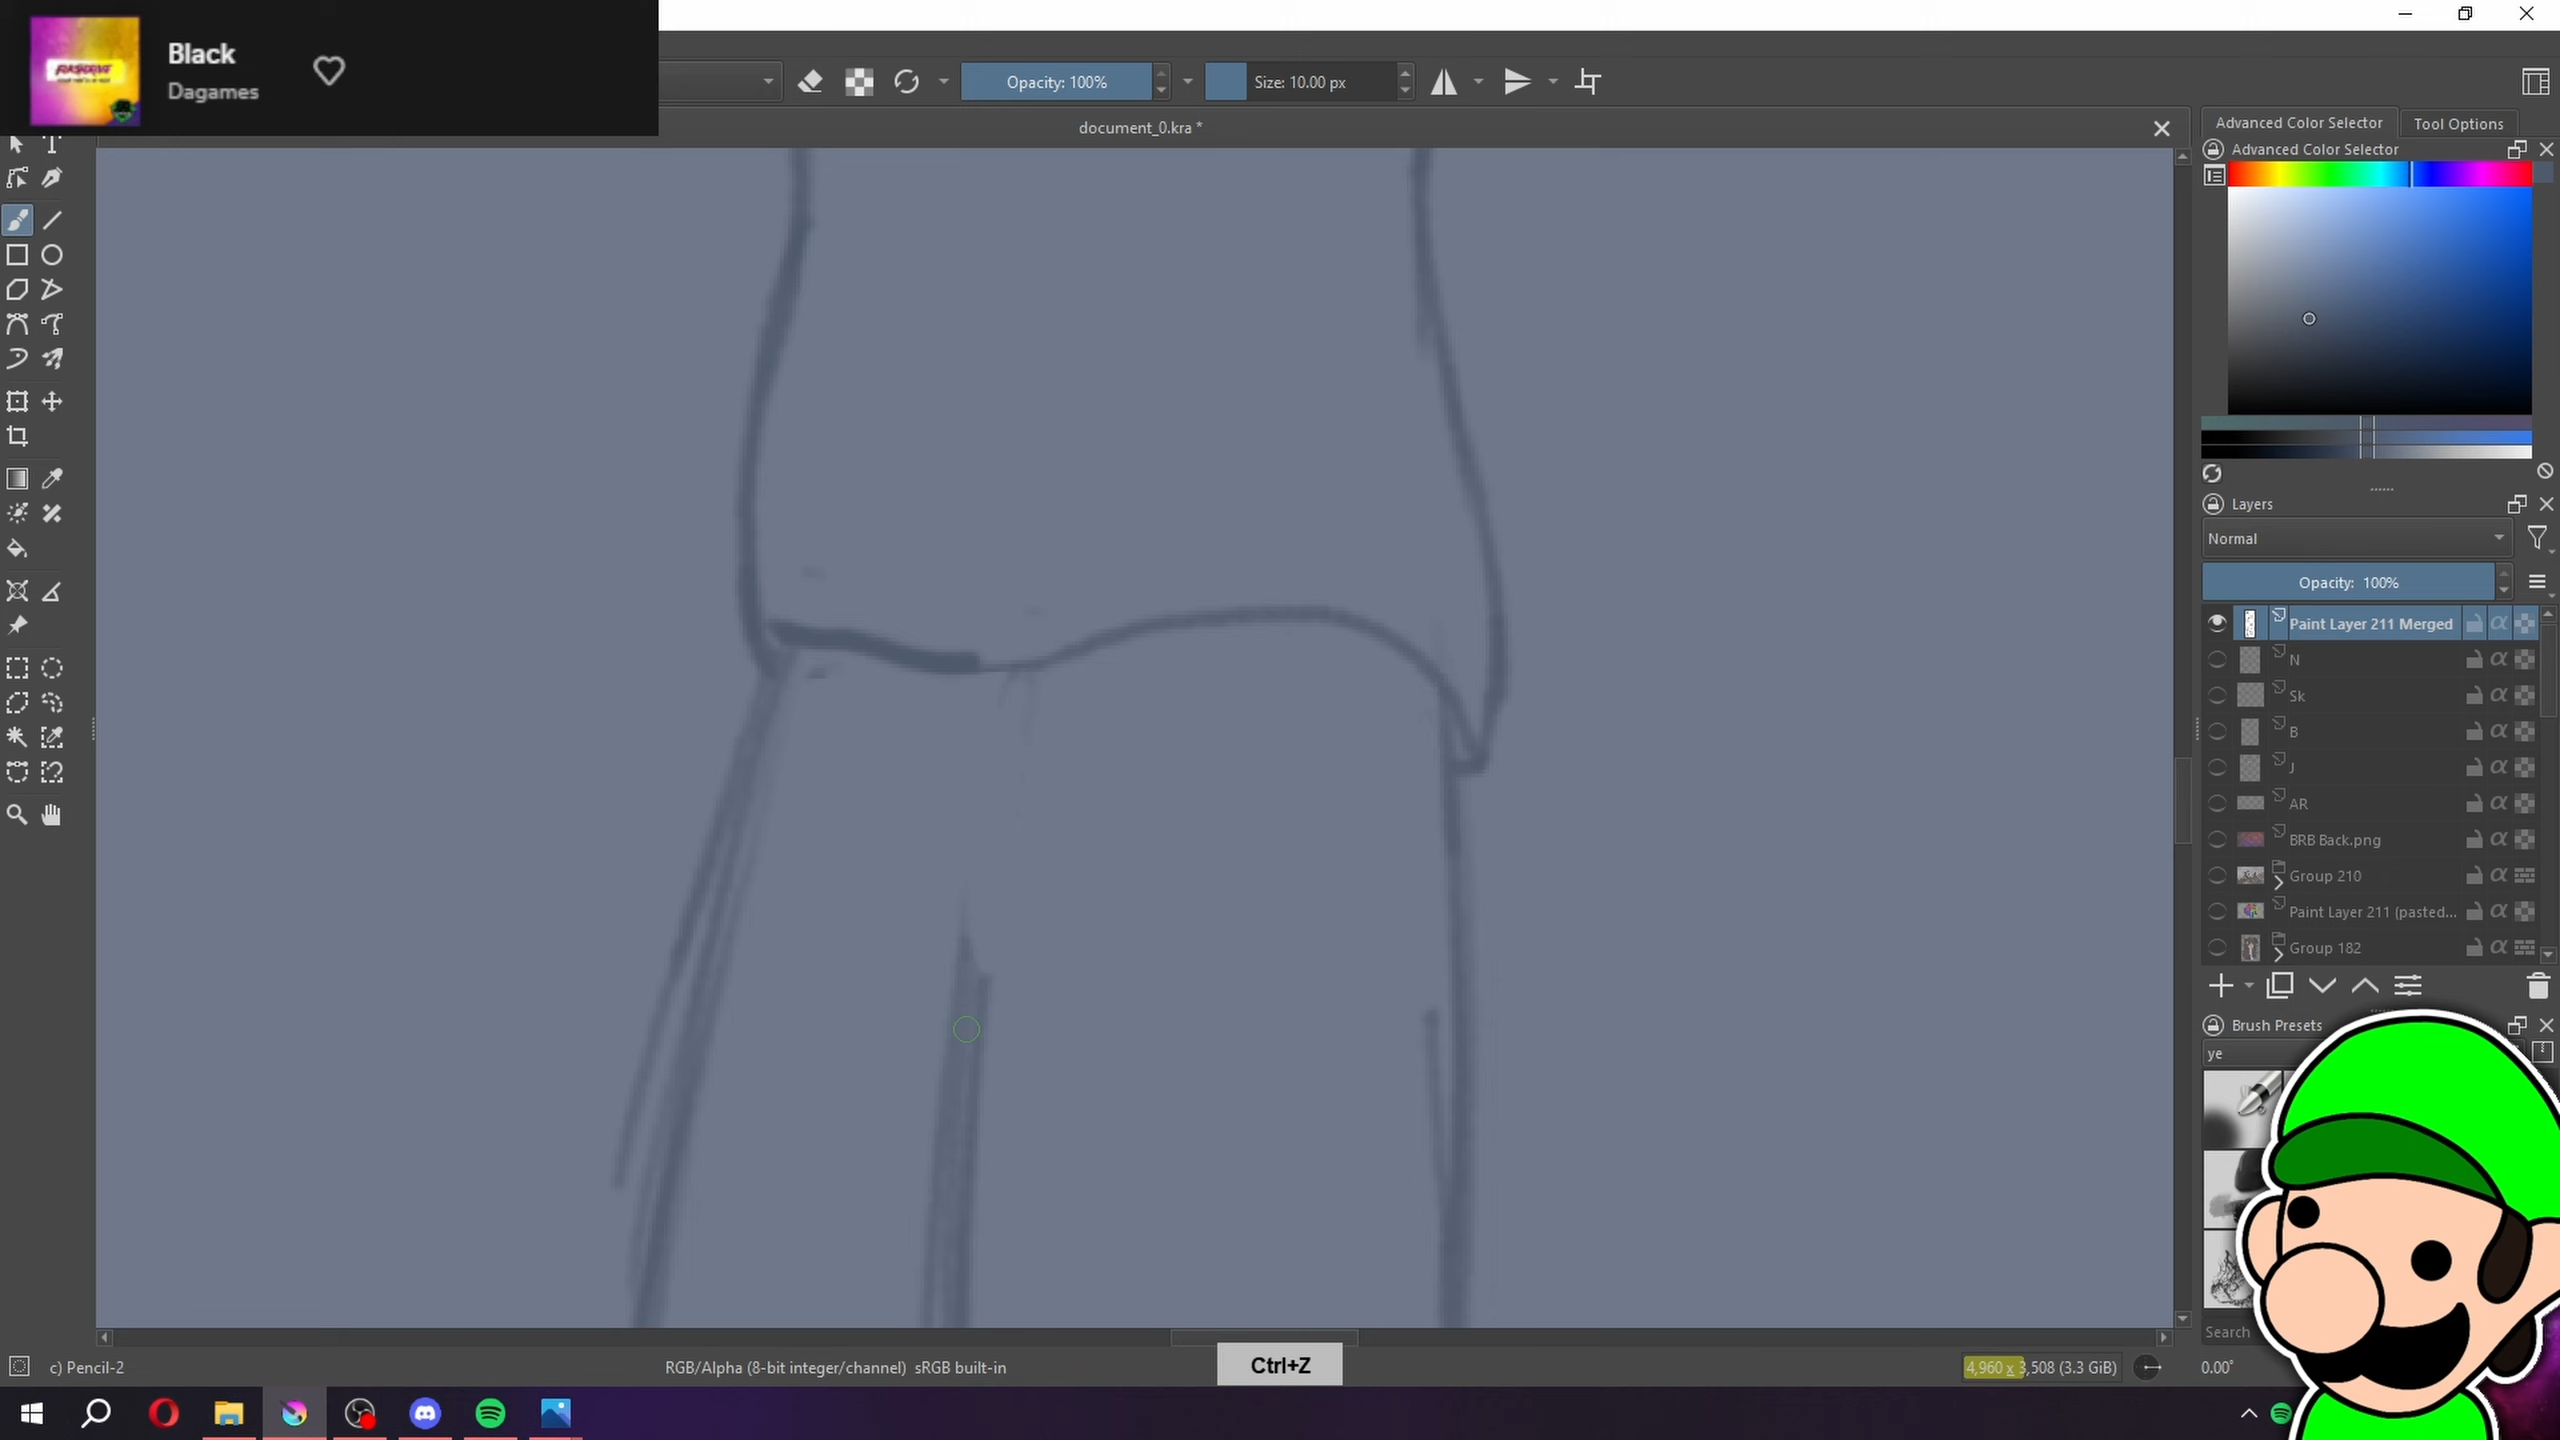 Black
Dagames
Opacity: 100%
Size: 10.00 px
document_0.kra *
Advanced Color Selector
Tool Options
Advanced Color Selector
Layers
Normal
Opacity: 100%
Paint Layer 211 Merged
N
Sk
B
J
AR
BRB Back.png
Group 210
Paint Layer 211 (pasted...
Group 182
Brush Presets
ye
Search
c) Pencil-2
RGB/Alpha (8-bit integer/channel) sRGB built-in
Ctrl+Z
4,960 x 3,508 (3.3 GiB)
0.00°